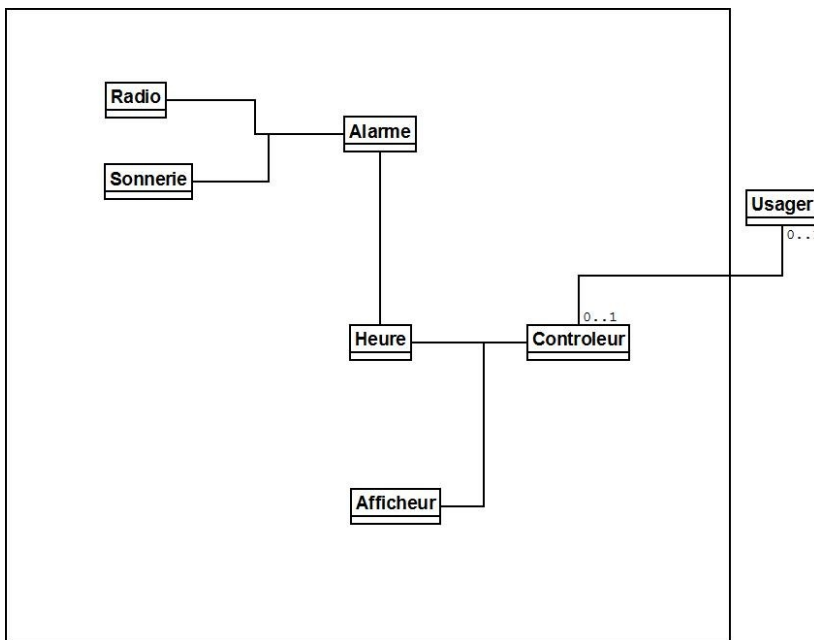 Radio
Alarme
Sonnerie
Usager
0..1
Heure
Controleur
Afficheur